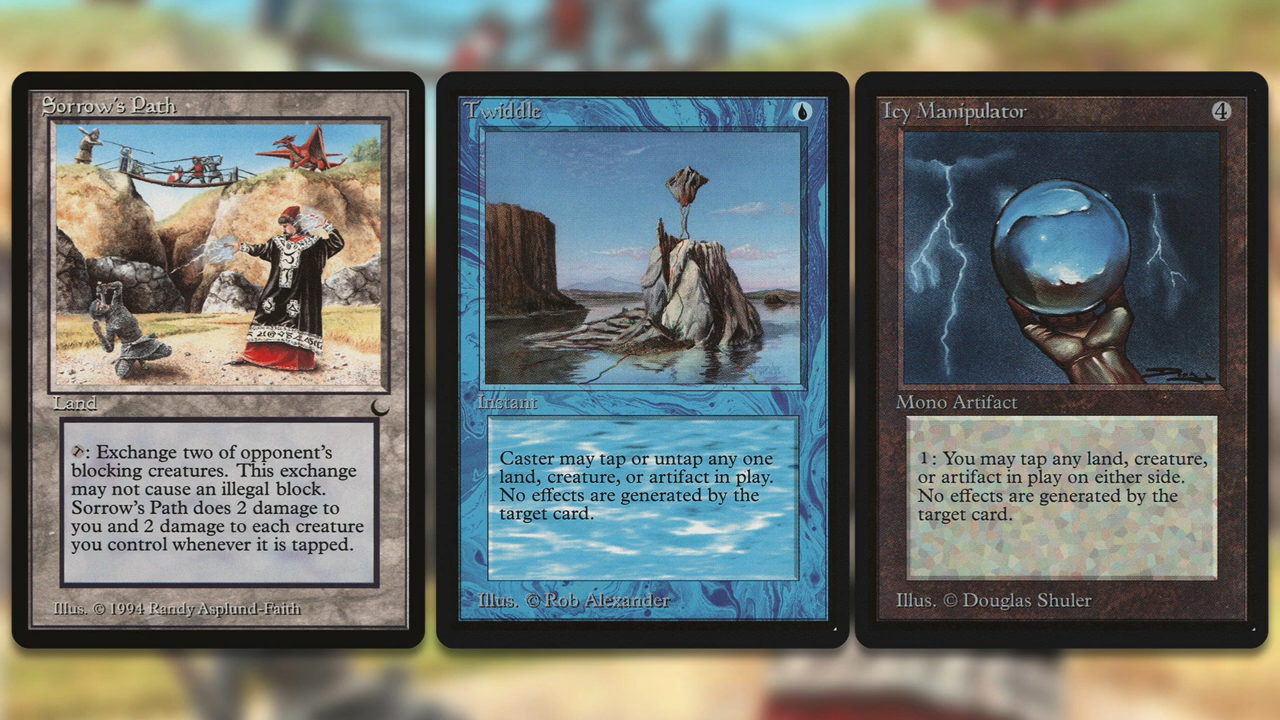 Sorrow's Path
Land
: Exchange two of opponent's
blocking creatures. This exchange
may not cause an illegal block.
Sorrow's Path does 2 damage to
you and 2 damage to each creature
you control whenever it is tapped.
Illus. © 1994 Randy Asplund-Faith
Twiddle
Instant
Caster may tap or untap any one
land, creature, or artifact in play.
No effects are generated by the
target card.
Illus. © Rob Alexander
Icy Manipulator 4
Mono Artifact
1: You may tap any land, creature,
or artifact in play on either side.
No effects are generated by the
target card.
Illus. © Douglas Shuler